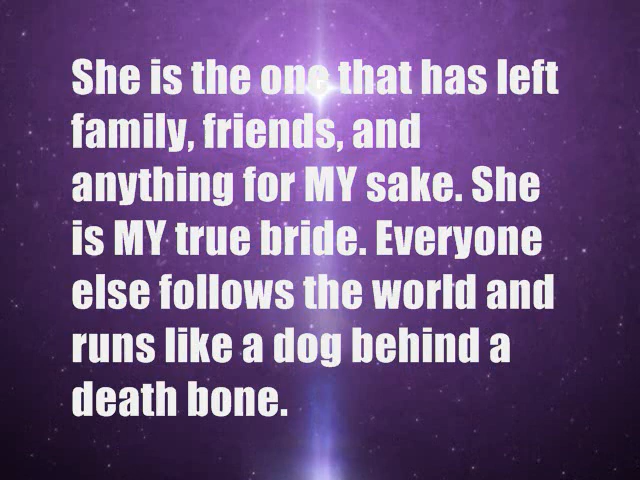 She is the one that has left
family, friends, and
anything for MY sake. She
is MY true bride. Everyone
else follows the world and
runs like a dog behind a
death bone.